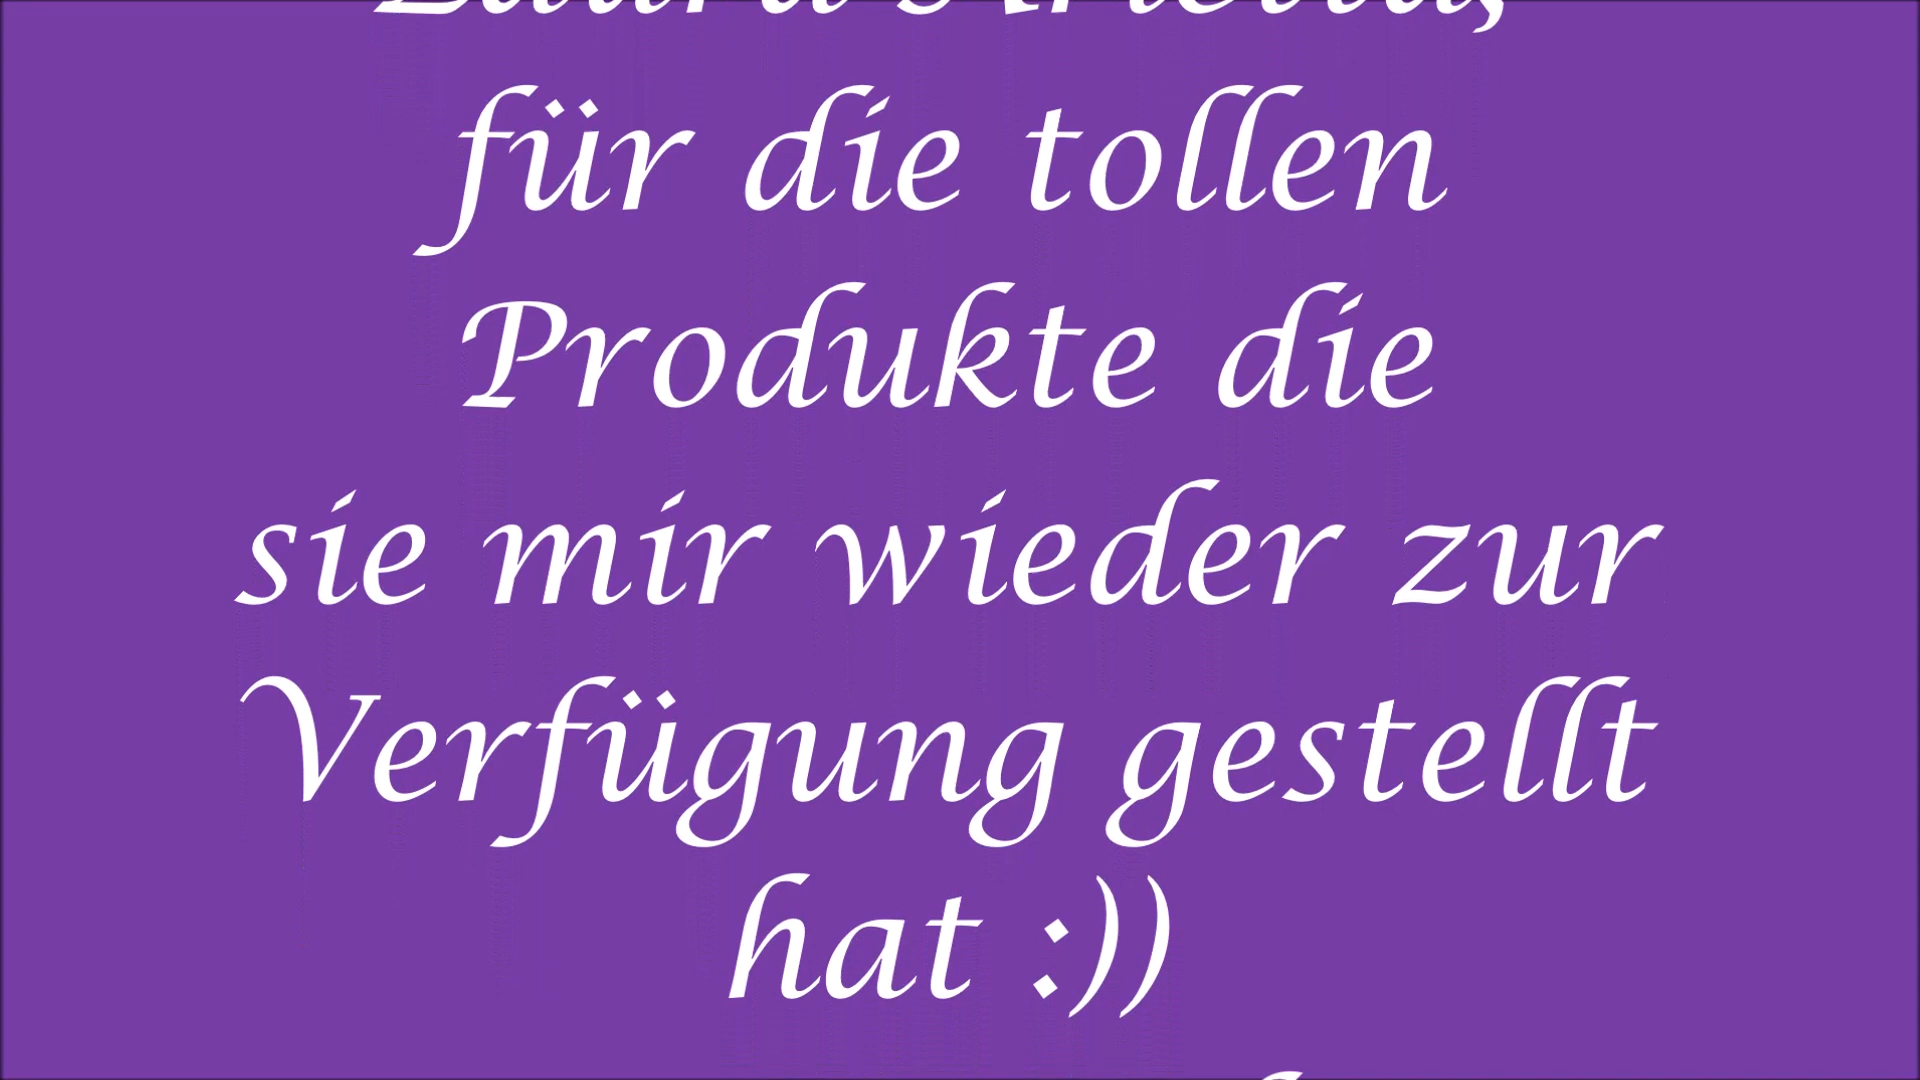 für die tollen
Produkte die
sie mir wieder zur
Verfügung gestellt
hat :))